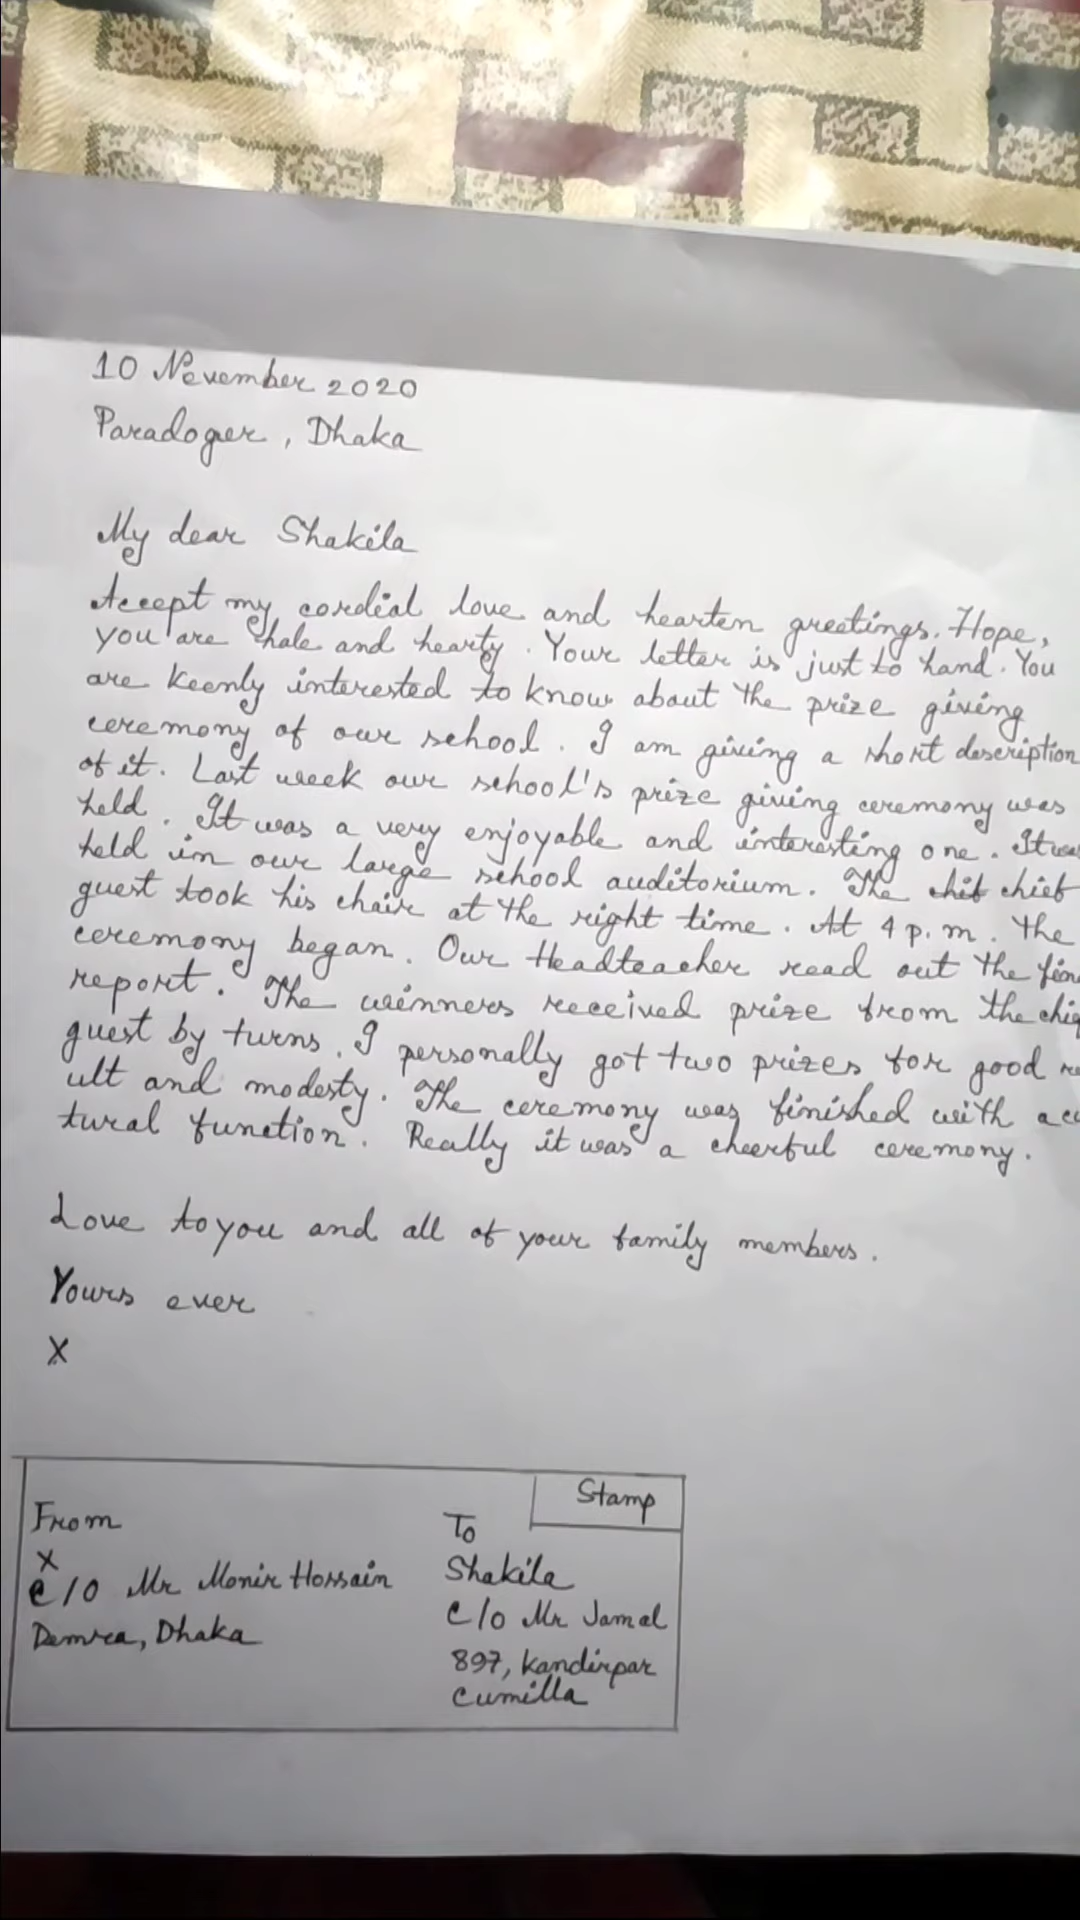 10 November 2020
Paradoger, Dhaka
My dear Shakila
Accept my cordial love and hearten greetings. Hope,
you are hale and hearty. Your letter is just to hand. You
are keenly interested to know about the prize giving
ceremony of our school. I am giving a short description
of it. Last week our school's prize giving ceremony was
held. It was a very enjoyable and interesting one. It was
held in our large school auditorium. The chif chief
guest took his chair at the right time. At 4 p.m. the
ceremony began. Our Headteacher read out the
report. The winners received prize from the
guest by turns. I personally got two prizes for good res
ult and modesty. The ceremony was finished with a cu
tural function. Really it was a cheerful ceremony.
Love to you and all of your family members.
Yours ever
X
Stamp
From
X
C/O Mr Monir Hossain
Demra, Dhaka
To
Shakila
C/o Mr Jamal
897, Kandirpar
Cumilla